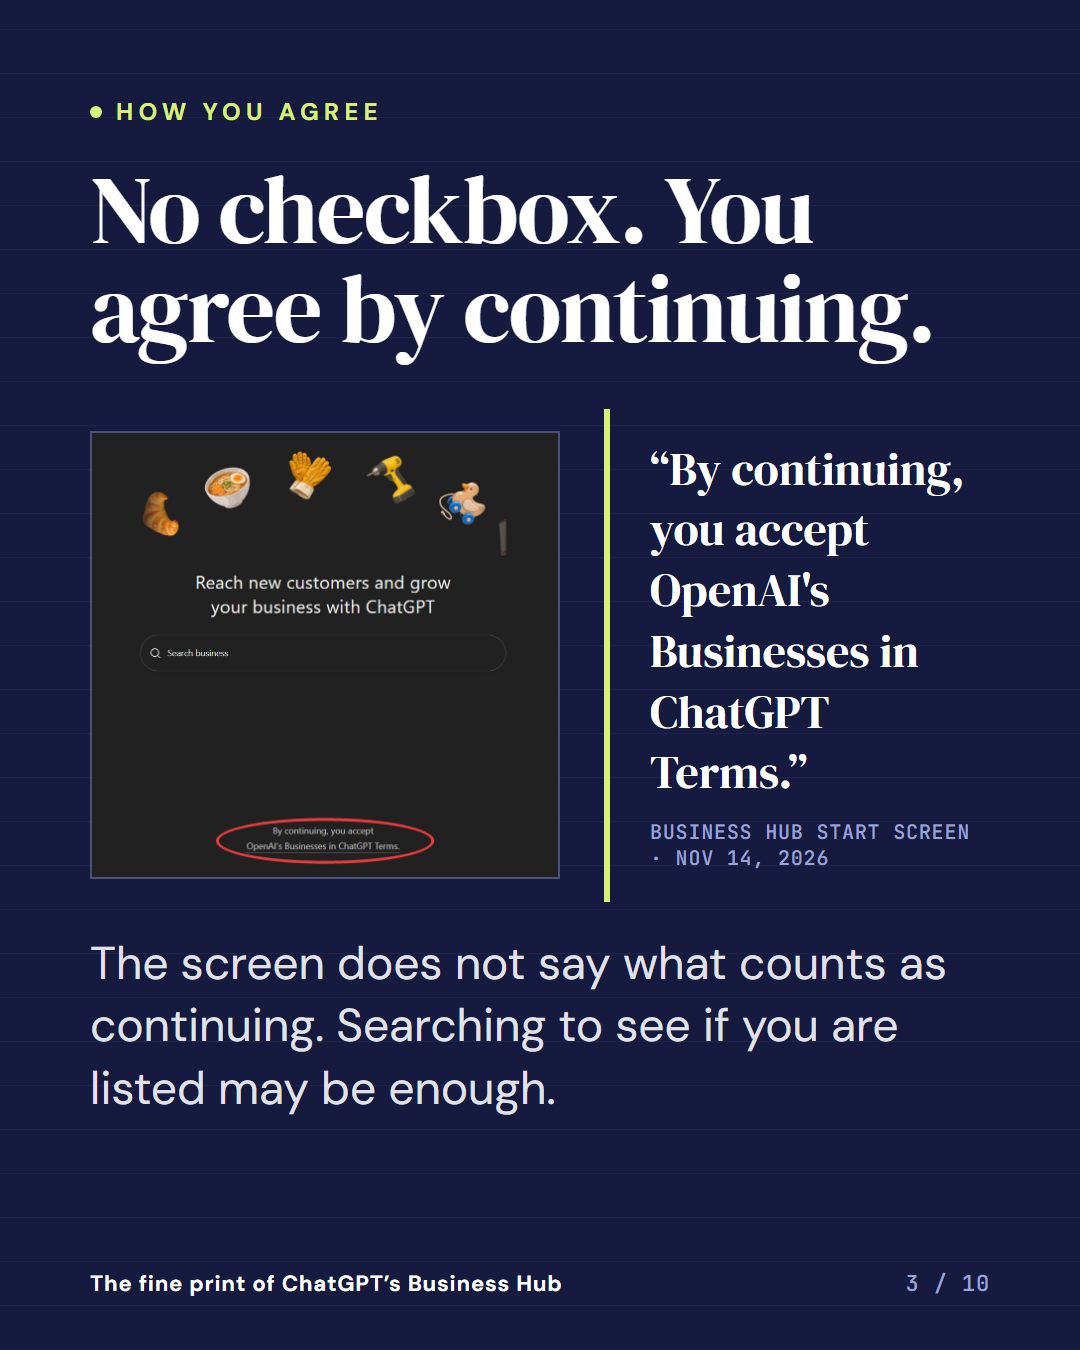 HOW YOU AGREE
No checkbox. You
agree by continuing.
Reach new customers and grow
your business with ChatGPT
Search business
By continuing, you accept
OpenAI's Businesses in ChatGPT Terms.
“By continuing,
you accept
OpenAI's
Businesses in
ChatGPT
Terms.”
BUSINESS HUB START SCREEN
· NOV 14, 2026
The screen does not say what counts as
continuing. Searching to see if you are
listed may be enough.
The fine print of ChatGPT’s Business Hub
3 / 10